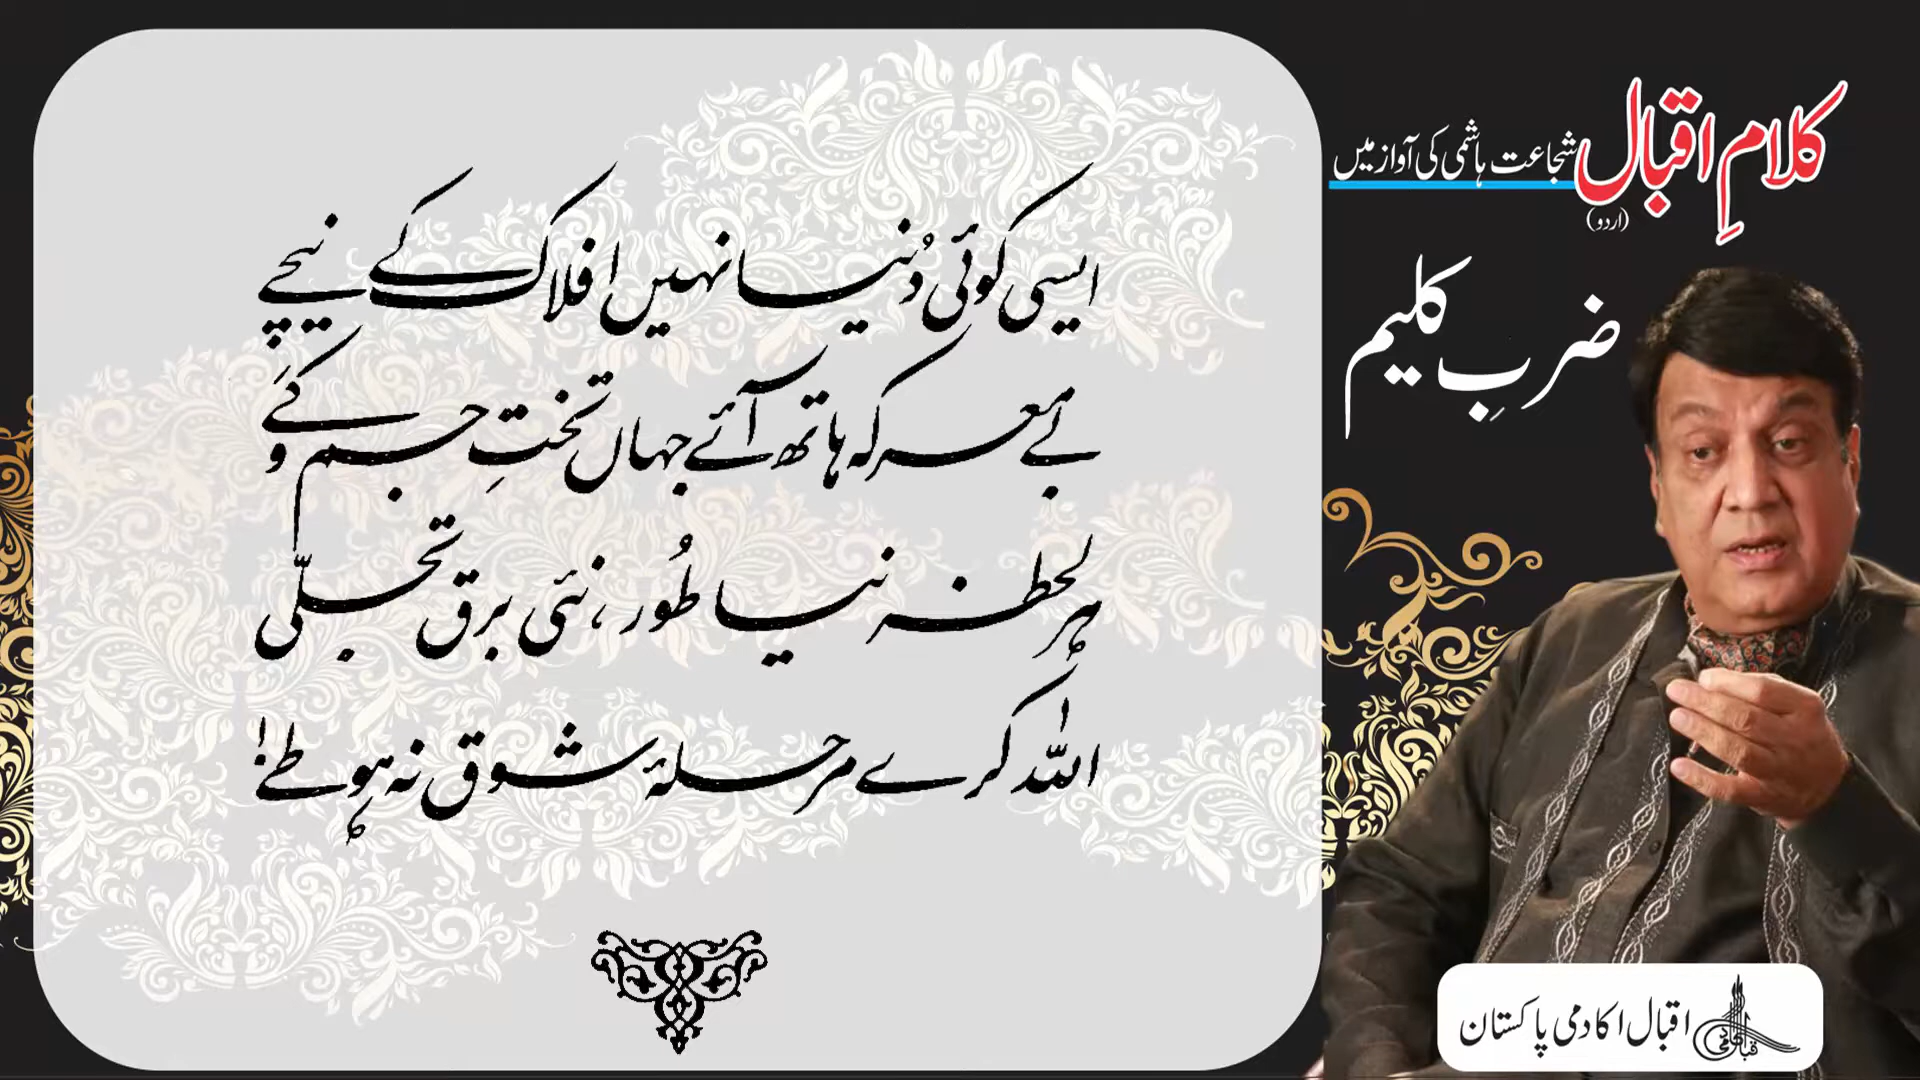 ایسی کوئی دُنیا نہیں افلاک کے نیچے
بے معرکہ ہاتھ آئے جہاں تختِ جم و کے
ہر لحظہ نیا طُور، نئی برقِ تجلّی
اللہ کرے مرحلۂ شوق نہ ہو طے!
کلامِ اقبال شجاعت ہاشمی کی آواز میں
(اردو)
ضربِ کلیم
اقبال اکادمی پاکستان